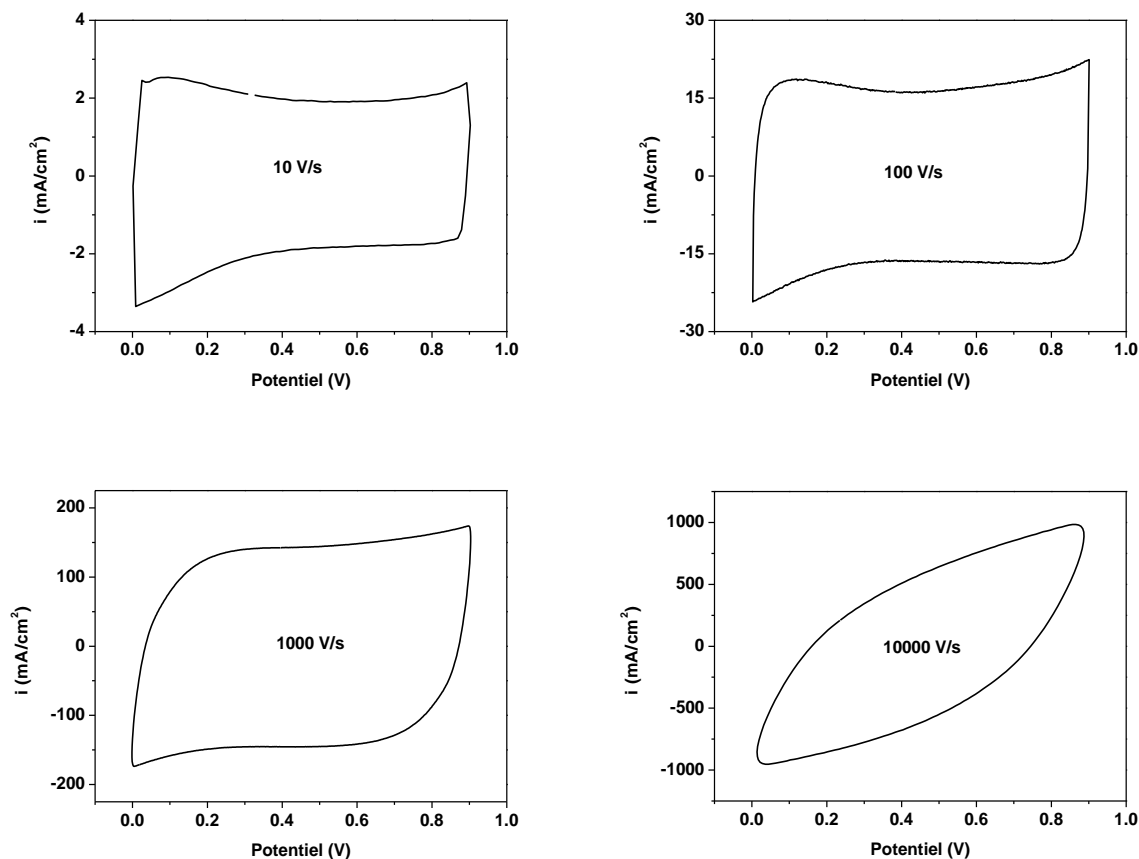 4
2
0
-2
-4
i (mA/cm²)
10 V/s
0.0 0.2 0.4 0.6 0.8 1.0
Potentiel (V)
30
15
0
-15
-30
i (mA/cm²)
100 V/s
0.0 0.2 0.4 0.6 0.8 1.0
Potentiel (V)
200
100
0
-100
-200
i (mA/cm²)
1000 V/s
0.0 0.2 0.4 0.6 0.8 1.0
Potentiel (V)
1000
500
0
-500
-1000
i (mA/cm²)
10000 V/s
0.0 0.2 0.4 0.6 0.8 1.0
Potentiel (V)